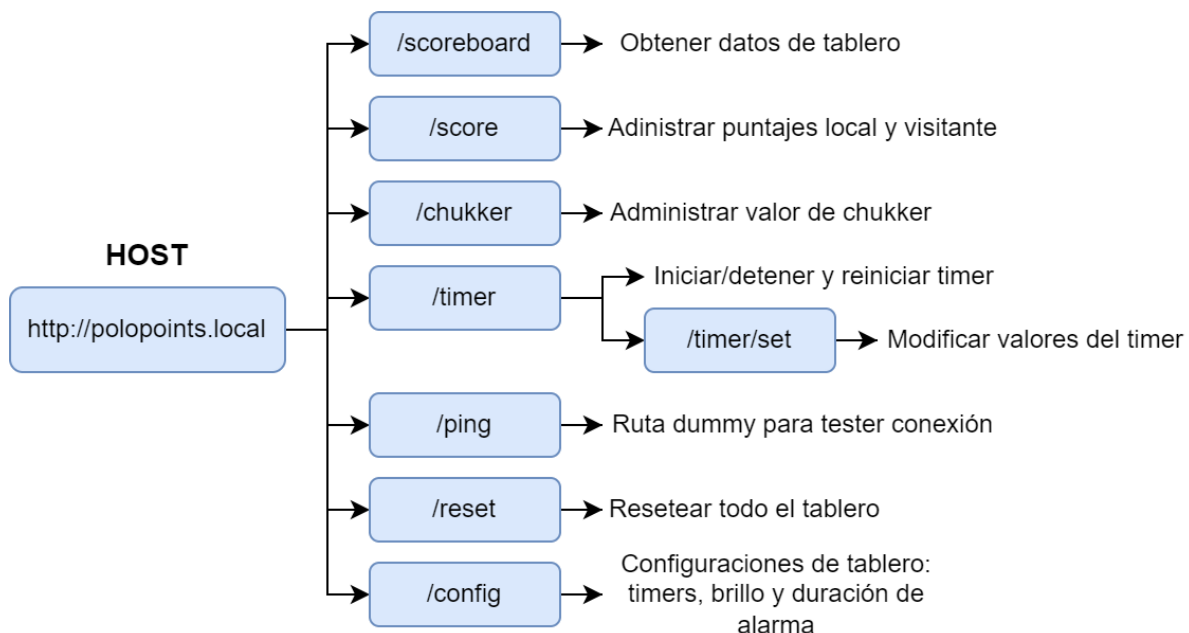 /scoreboard
Obtener datos de tablero
/score
Adinistrar puntajes local y visitante
/chukker
Administrar valor de chukker
HOST
http://polopoints.local
/timer
Iniciar/detener y reiniciar timer
/timer/set
Modificar valores del timer
/ping
Ruta dummy para tester conexión
/reset
Resetear todo el tablero
/config
Configuraciones de tablero:
timers, brillo y duración de
alarma